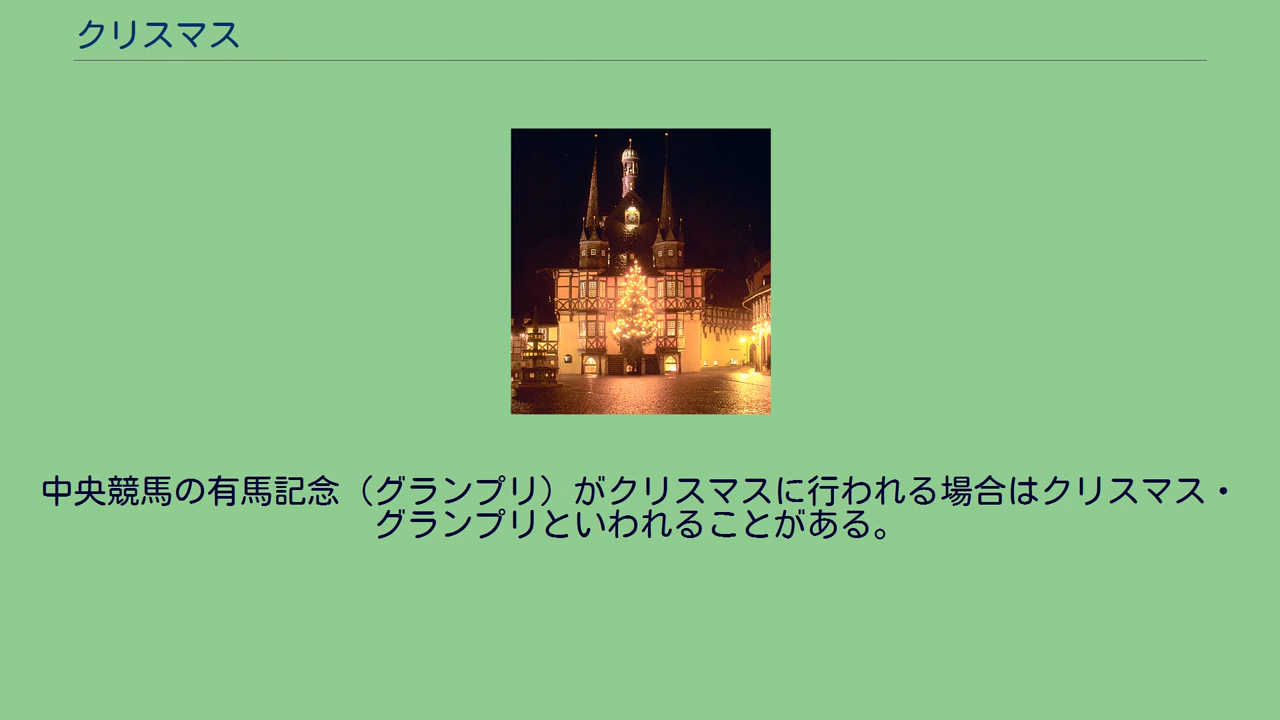 クリスマス
中央競馬の有馬記念（グランプリ）がクリスマスに行われる場合はクリスマス・
グランプリといわれることがある。